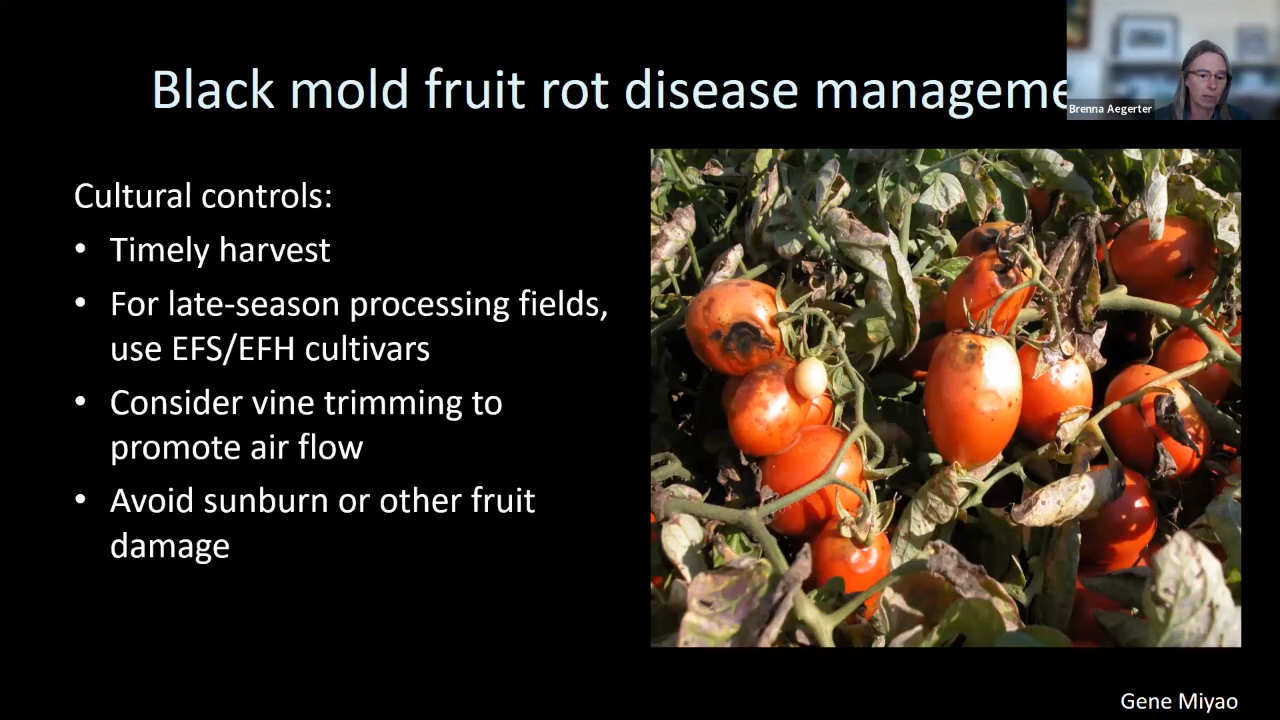 Black mold fruit rot disease manageme
Brenna Aegerter
Cultural controls:
• Timely harvest
• For late-season processing fields,
use EFS/EFH cultivars
• Consider vine trimming to
promote air flow
• Avoid sunburn or other fruit
damage
Gene Miyao